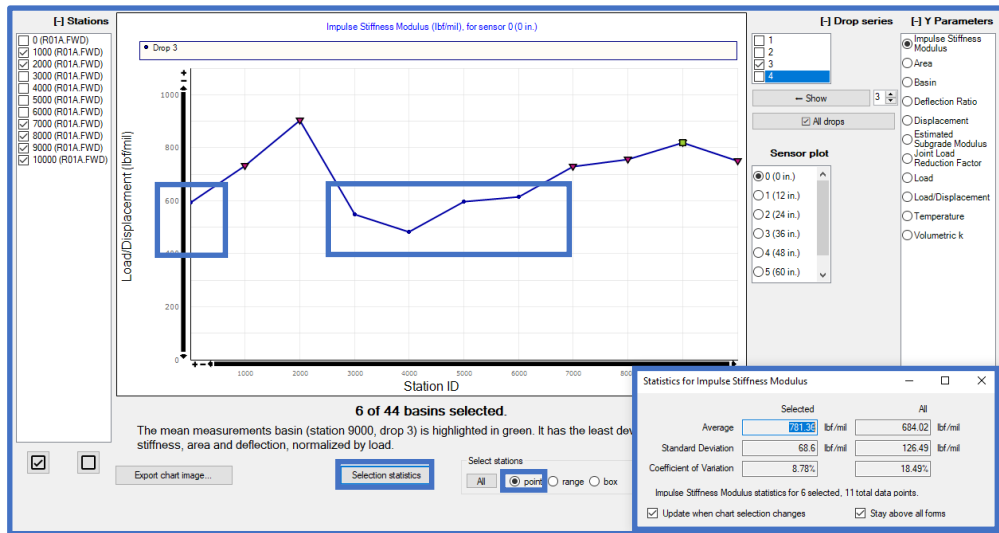 [-] Stations
0 (R01A.FWD)
1000 (R01A.FWD)
2000 (R01A.FWD)
3000 (R01A.FWD)
4000 (R01A.FWD)
5000 (R01A.FWD)
6000 (R01A.FWD)
7000 (R01A.FWD)
8000 (R01A.FWD)
9000 (R01A.FWD)
10000 (R01A.FWD)
Impulse Stiffness Modulus (lbf/mil), for sensor 0 (0 in.)
Drop 3
Load/Displacement (lbf/mil)
1000
800
600
400
200
0
1000
2000
3000
4000
5000
6000
7000
Station ID
[-] Drop series
1
2
3
4
← Show
3
All drops
Sensor plot
0 (0 in.)
1 (12 in.)
2 (24 in.)
3 (36 in.)
4 (48 in.)
5 (60 in.)
[-] Y Parameters
Impulse Stiffness
Modulus
Area
Basin
Deflection Ratio
Displacement
Estimated
Subgrade Modulus
Joint Load
Reduction Factor
Load
Load/Displacement
Temperature
Volumetric k
6 of 44 basins selected.
The mean measurements basin (station 9000, drop 3) is highlighted in green. It has the least
stiffness, area and deflection, normalized by load.
Export chart image...
Selection statistics
Select stations
All
point
range
box
Statistics for Impulse Stiffness Modulus
Selected All
Average 781.36 lbf/mil 684.02 lbf/mil
Standard Deviation 68.6 lbf/mil 126.49 lbf/mil
Coefficient of Variation 8.78% 18.49%
Impulse Stiffness Modulus statistics for 6 selected, 11 total data points.
Update when chart selection changes
Stay above all forms